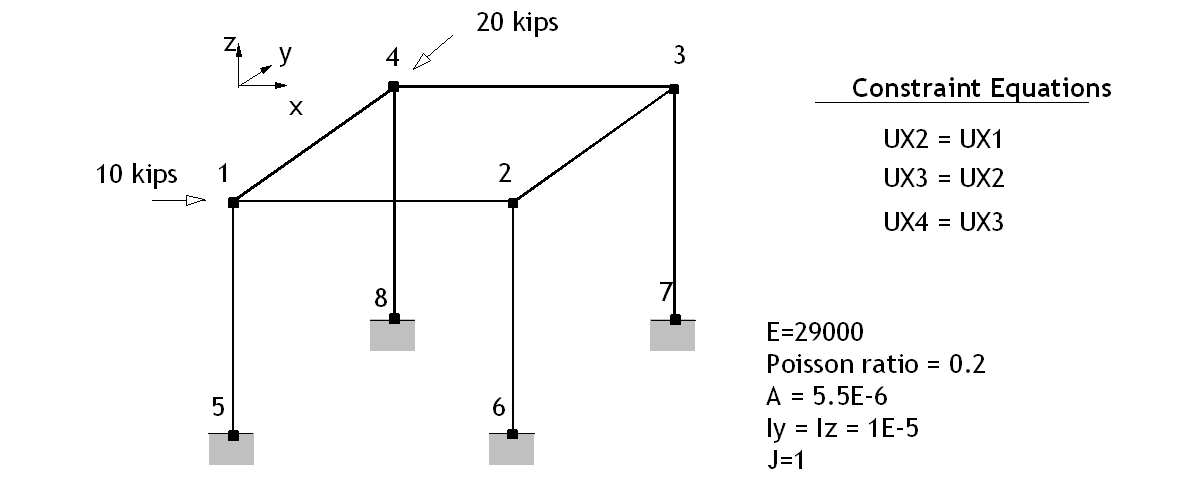 20 kips
z
y
x
4
3
Constraint Equations
UX2 = UX1
UX3 = UX2
UX4 = UX3
10 kips
1
2
8
7
E=29000
Poisson ratio = 0.2
A = 5.5E-6
Iy = Iz = 1E-5
J=1
5
6